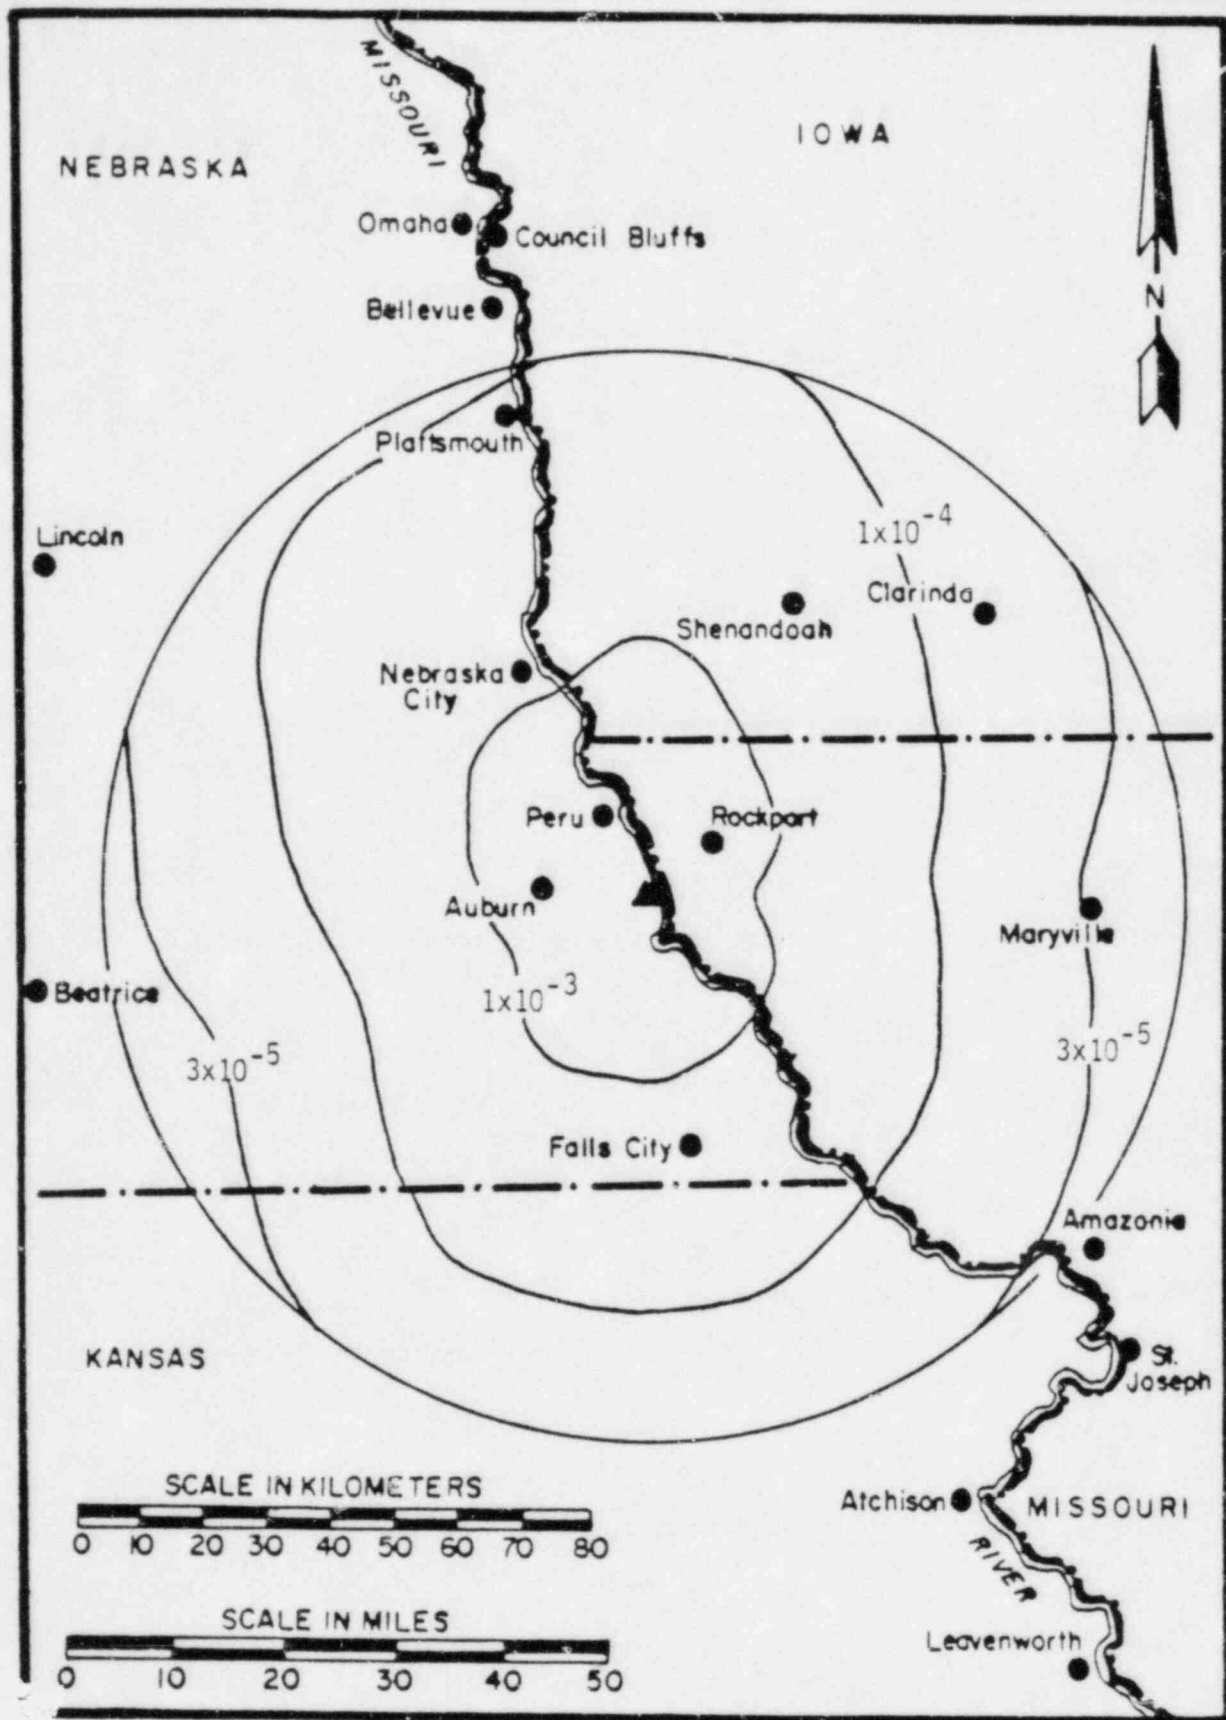 MISSOURI
IOWA
NEBRASKA
Omaha
Council Bluffs
N
Bellevue
Plattsmouth
1x10⁻⁴
Lincoln
Clarinda
Shenandoah
Nebraska
City
Peru
Rockport
Auburn
Maryville
Beatrice
1x10⁻³
3x10⁻⁵
3x10⁻⁵
Falls City
Amazonia
KANSAS
St.
Joseph
SCALE IN KILOMETERS
0 10 20 30 40 50 60 70 80
Atchison
MISSOURI
RIVER
SCALE IN MILES
0 10 20 30 40 50
Leavenworth